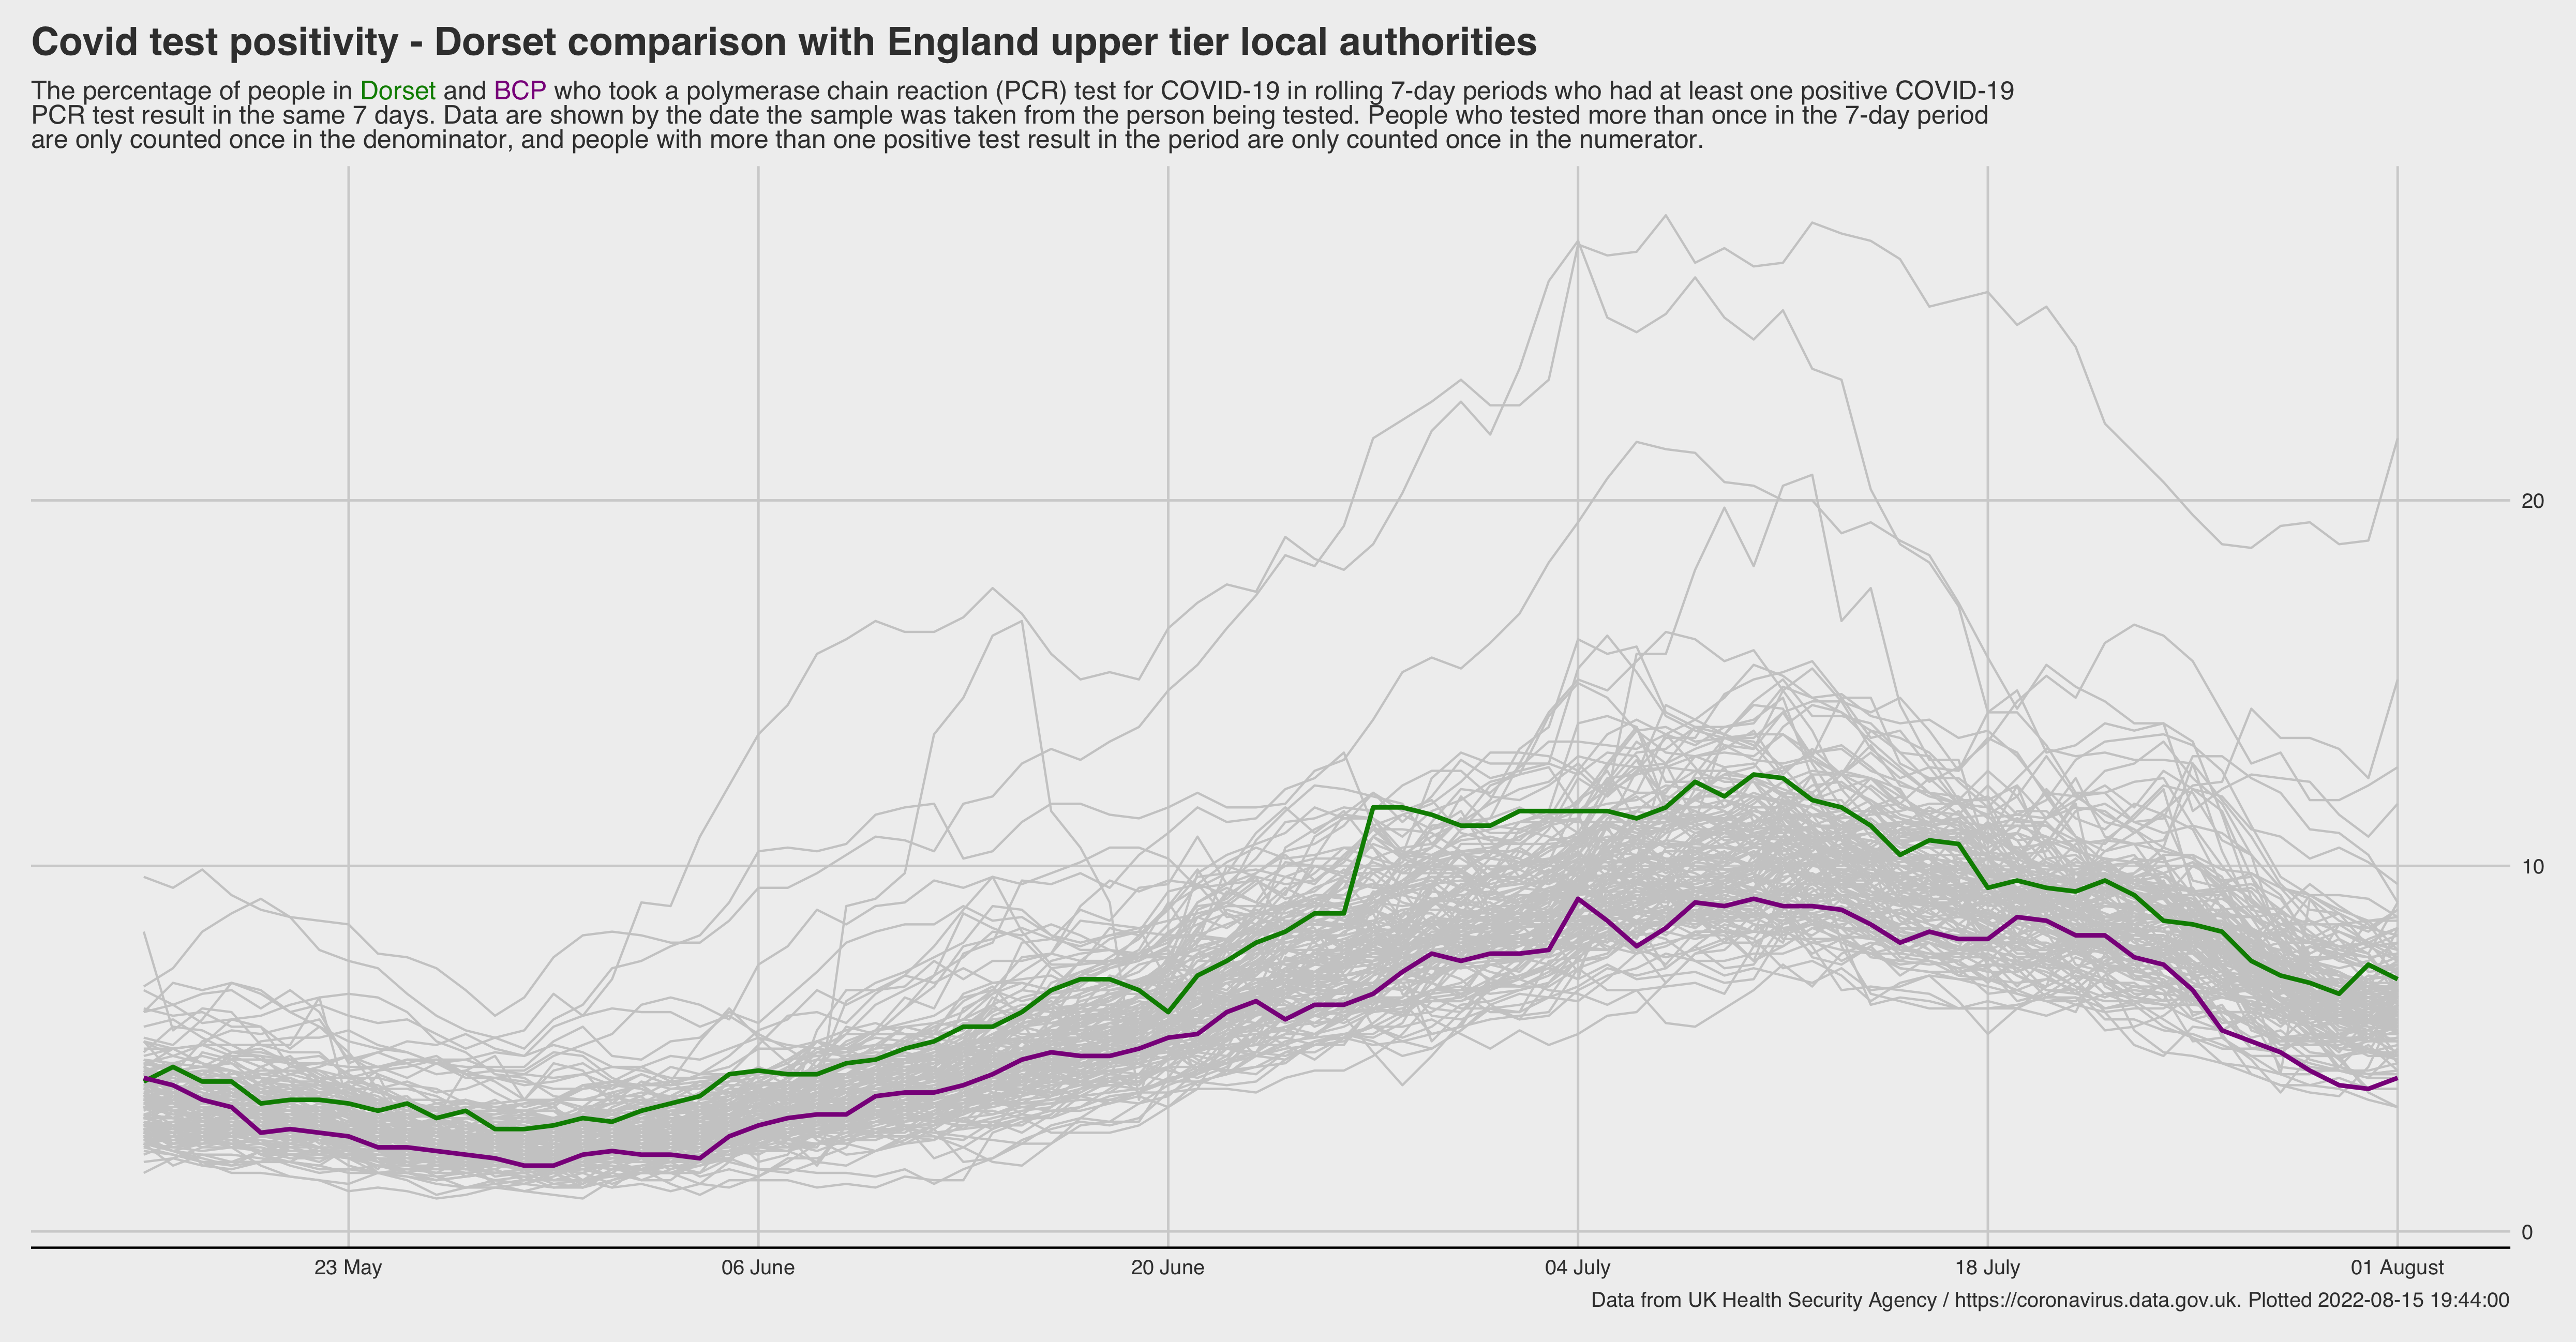 Covid test positivity - Dorset comparison with England upper tier local authorities
The percentage of people in Dorset and BCP who took a polymerase chain reaction (PCR) test for COVID-19 in rolling 7-day periods who had at least one positive COVID-19
PCR test result in the same 7 days. Data are shown by the date the sample was taken from the person being tested. People who tested more than once in the 7-day period
are only counted once in the denominator, and people with more than one positive test result in the period are only counted once in the numerator.
20
10
0
23 May
06 June
20 June
04 July
18 July
01 August
Data from UK Health Security Agency / https://coronavirus.data.gov.uk. Plotted 2022-08-15 19:44:00